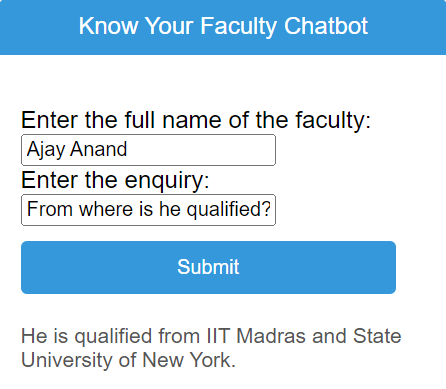 Know Your Faculty Chatbot
Enter the full name of the faculty:
Ajay Anand
Enter the enquiry:
From where is he qualified?
Submit
He is qualified from IIT Madras and State
University of New York.